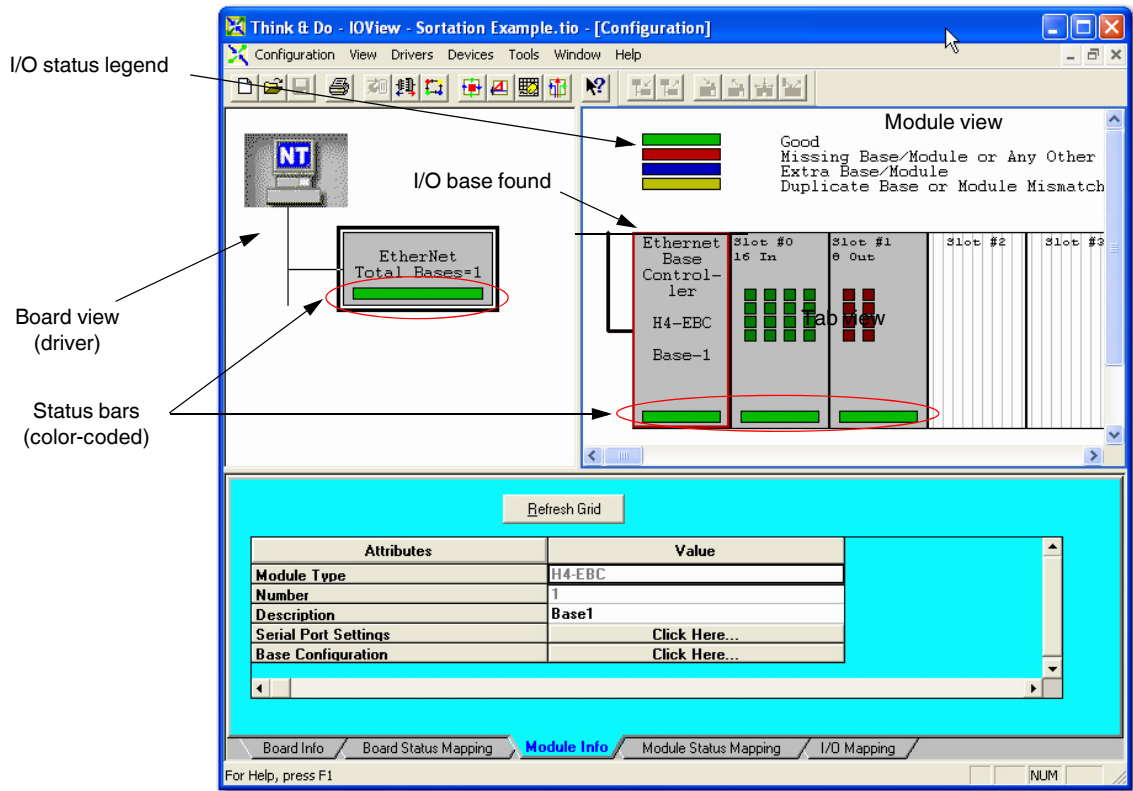 Think & Do - IOView - Sortation Example.tio - [Configuration]
Configuration View Drivers Devices Tools Window Help
I/O status legend
Module view
Good
Missing Base/Module or Any Other
Extra Base/Module
Duplicate Base or Module Mismatch
NT
I/O base found
EtherNet
Total Bases=1
Ethernet
Base
Control-
ler
H4-EBC
Base-1
Slot #0
16 In
Slot #1
8 Out
Slot #2
Slot #3
Tab view
Board view
(driver)
Status bars
(color-coded)
Refresh Grid
Attributes Value
Module Type H4-EBC
Number 1
Description Base1
Serial Port Settings Click Here...
Base Configuration Click Here...
Board Info Board Status Mapping Module Info Module Status Mapping I/O Mapping
For Help, press F1 NUM